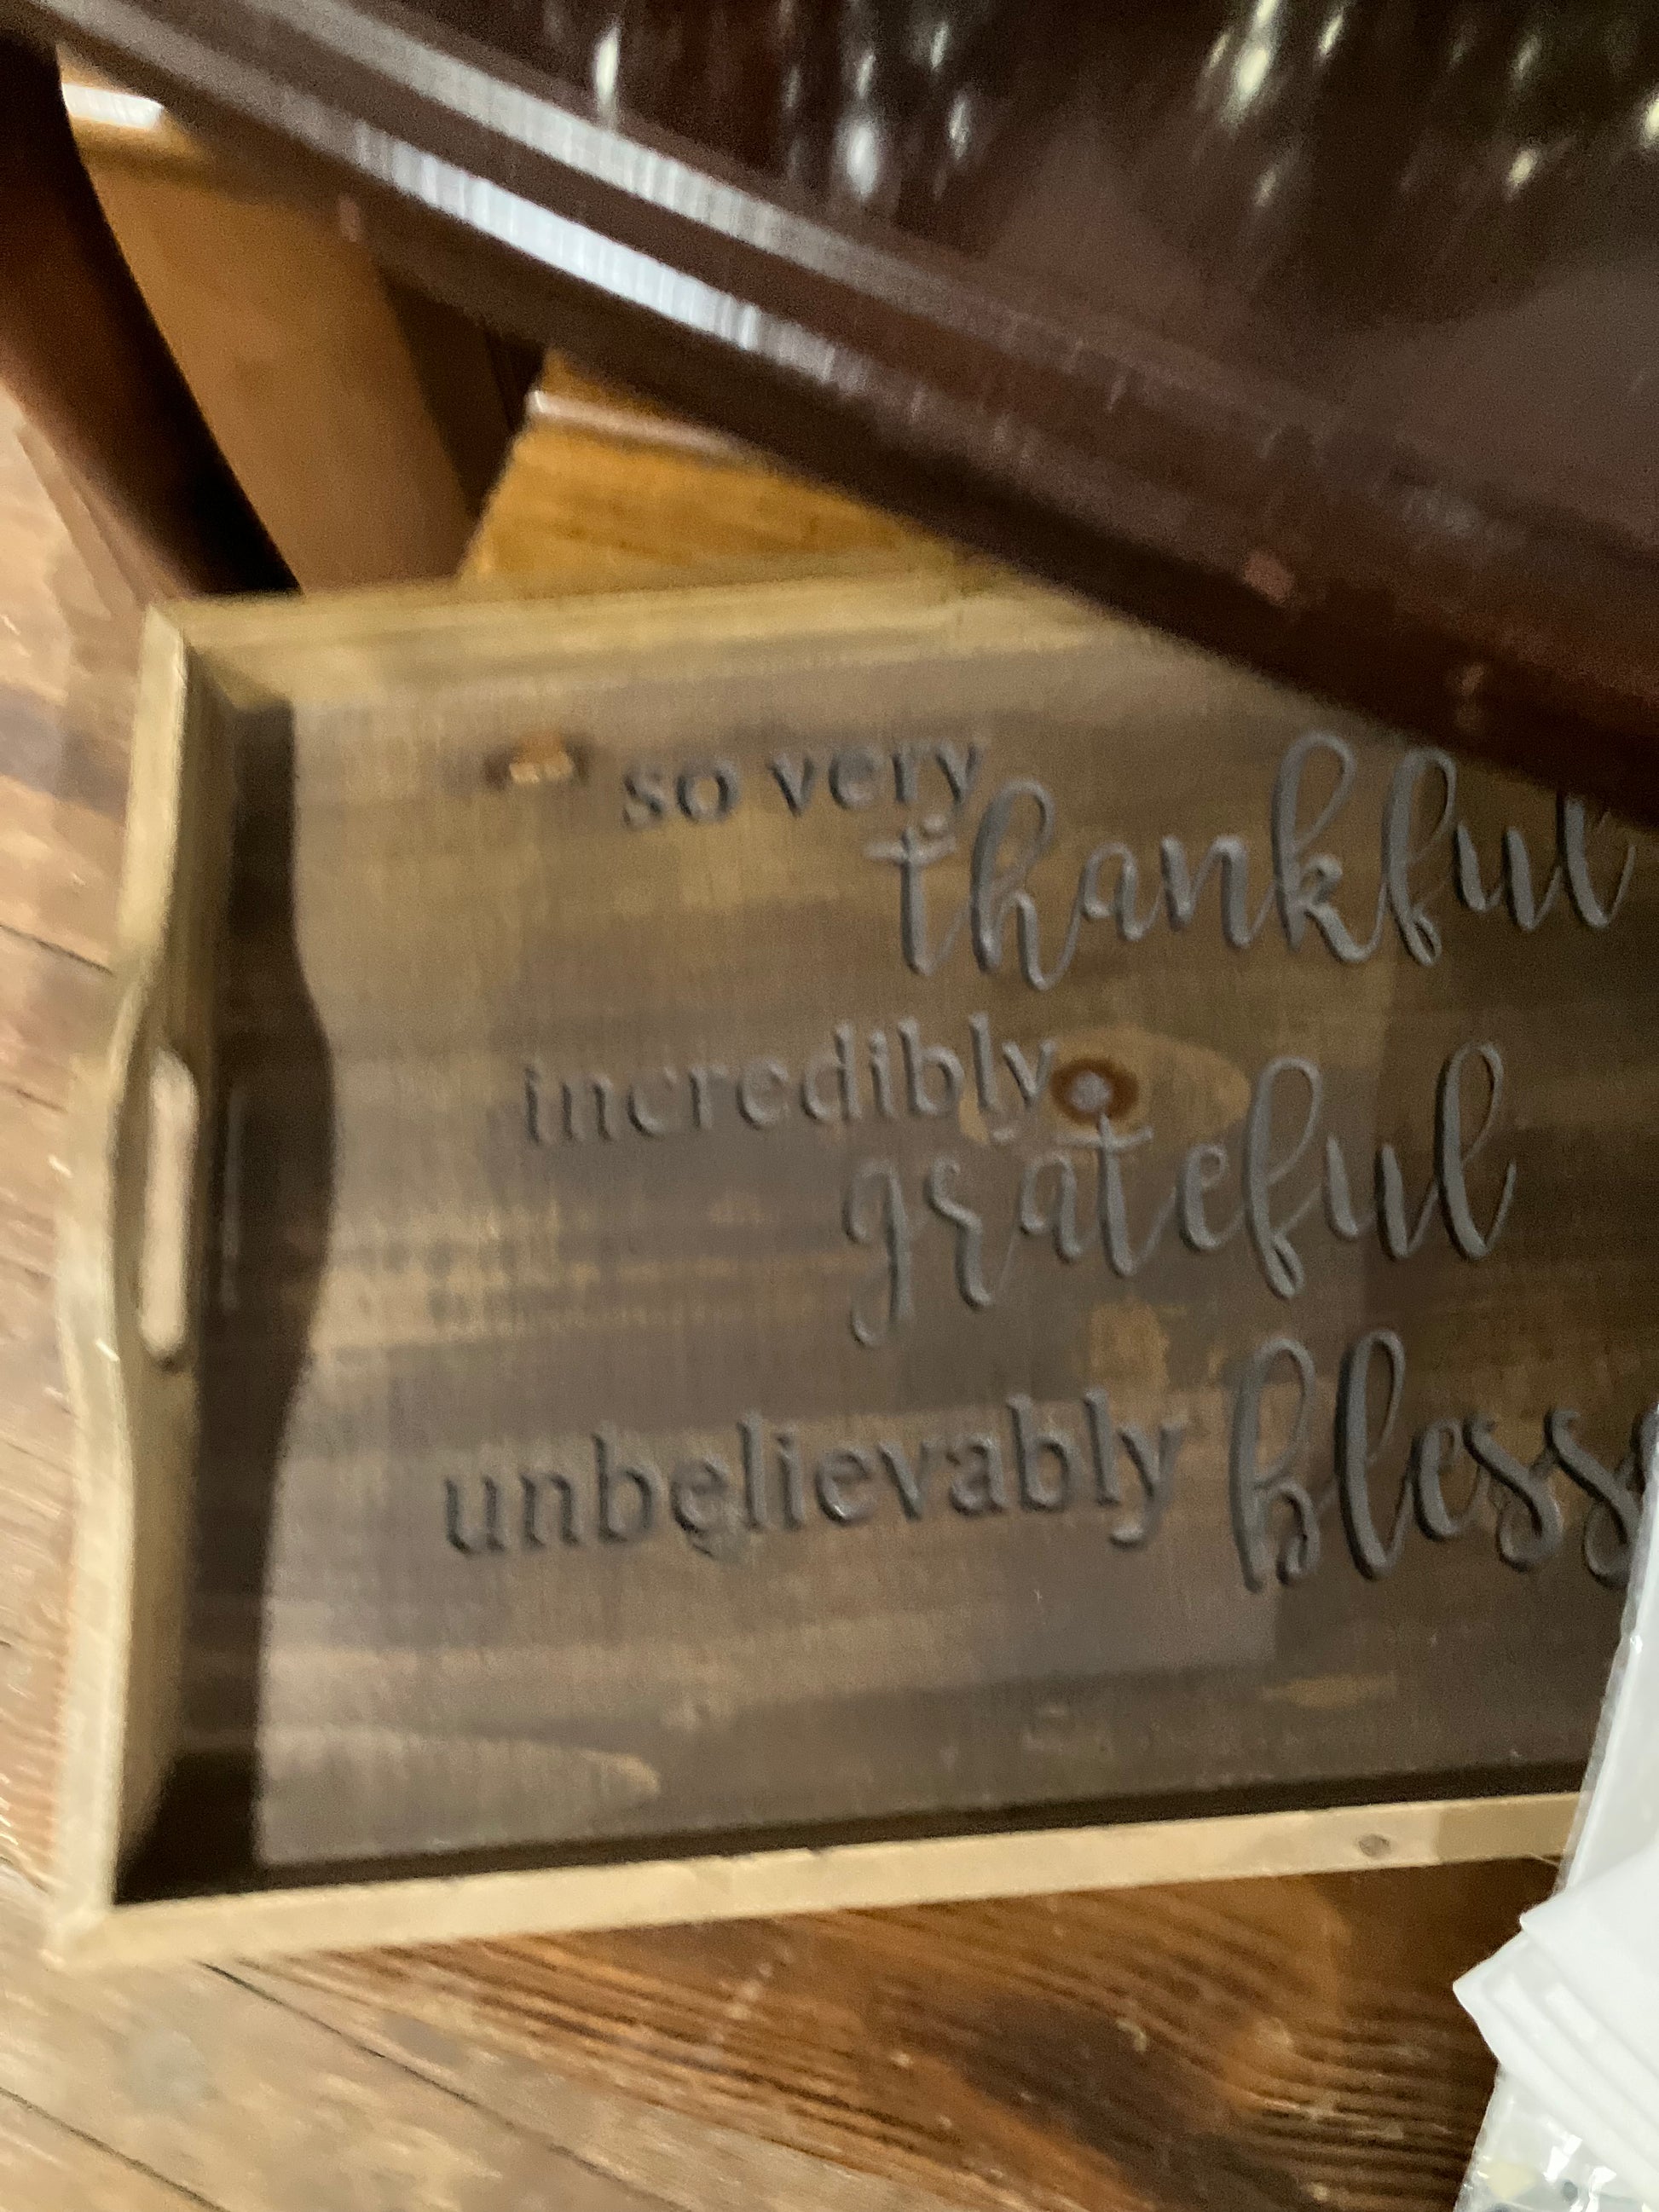 so very
thankful
incredibly
grateful
unbelievably bless